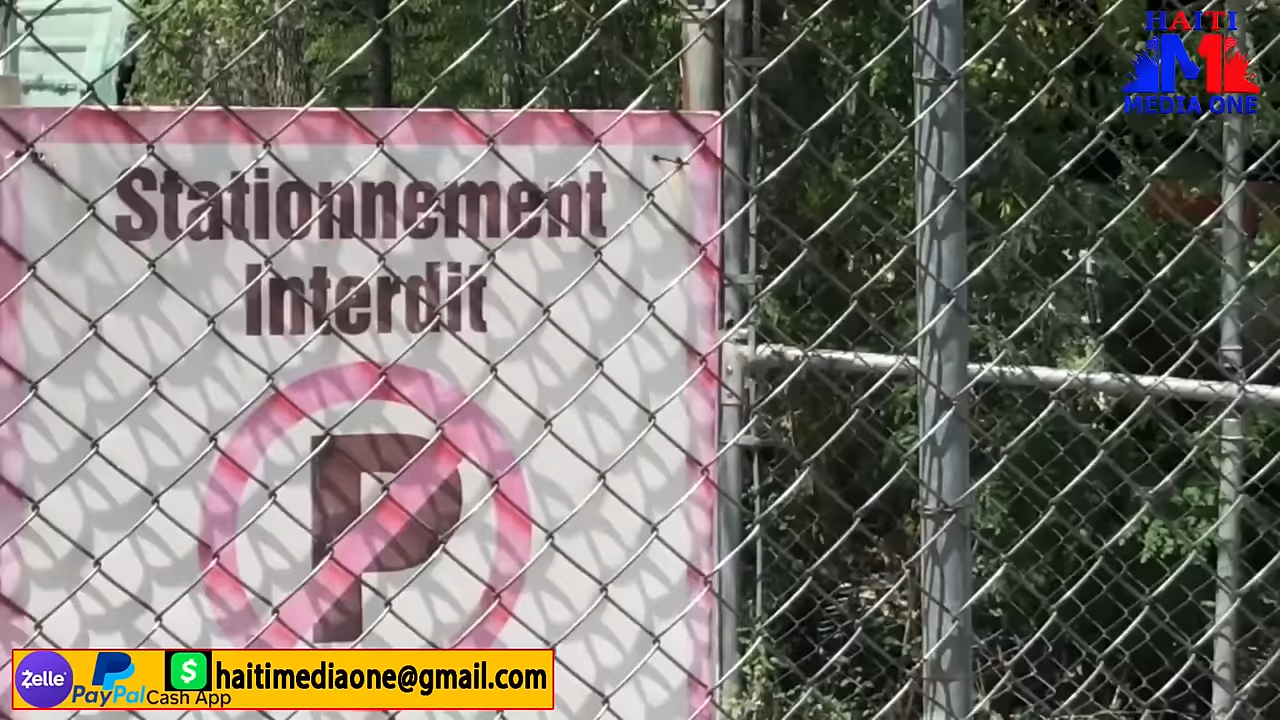 HAITI
M
MEDIA ONE
Stationnement
Interdit
P
Zelle
PayPal
$
Cash App
haitimediaone@gmail.com